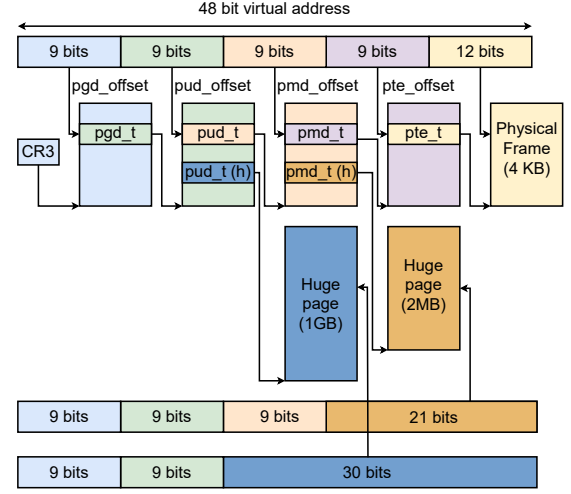 48 bit virtual address
9 bits 9 bits 9 bits 9 bits 12 bits
pgd_offset pud_offset pmd_offset pte_offset
CR3
pgd_t pud_t pmd_t pte_t
pud_t (h) pmd_t (h)
Physical
Frame
(4 KB)
Huge
page
(1GB)
Huge
page
(2MB)
9 bits 9 bits 9 bits 21 bits
9 bits 9 bits 30 bits